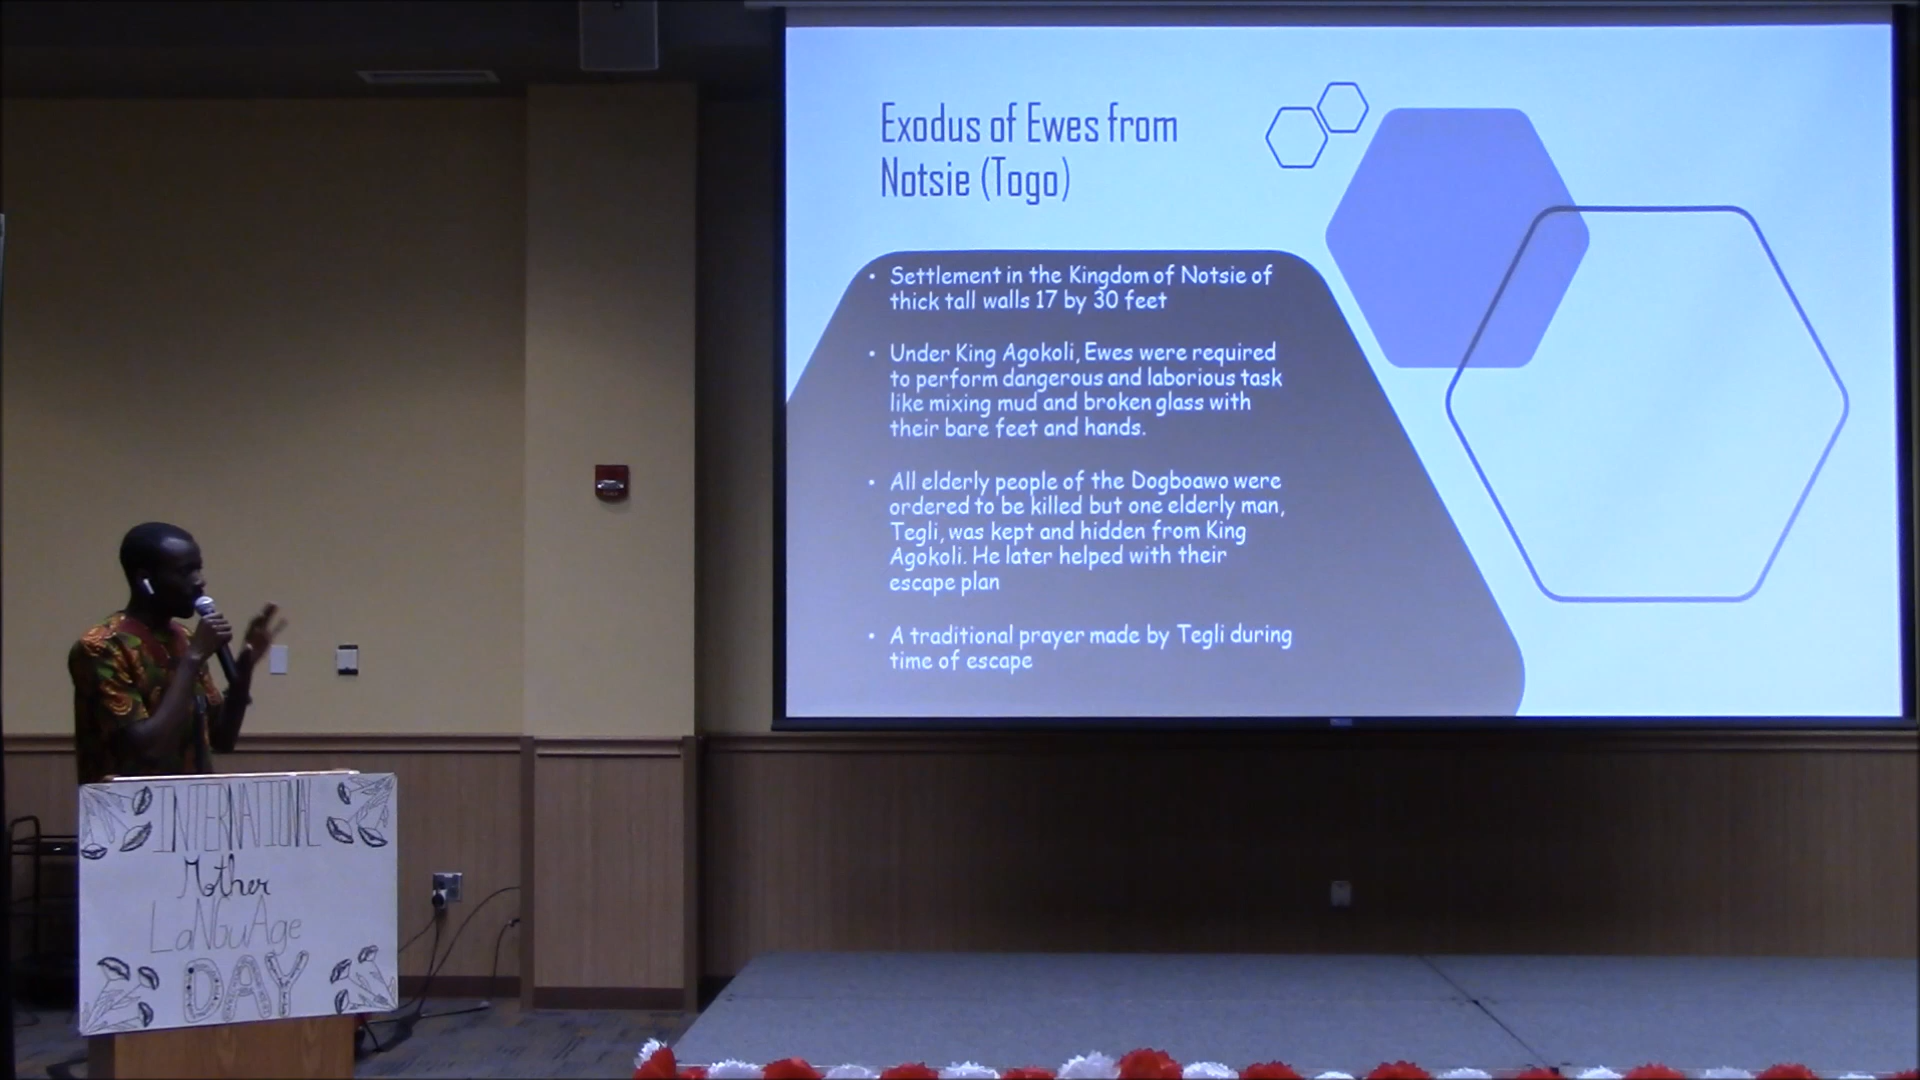 Exodus of Ewes from
Notsie (Togo)
• Settlement in the Kingdom of Notsie of
thick tall walls 17 by 30 feet
• Under King Agokoli, Ewes were required
to perform dangerous and laborious task
like mixing mud and broken glass with
their bare feet and hands.
• All elderly people of the Dogboawo were
ordered to be killed but one elderly man,
Tegli, was kept and hidden from King
Agokoli. He later helped with their
escape plan
• A traditional prayer made by Tegli during
time of escape
INTERNATIONAL
Mother
LaNGuAge
DAY